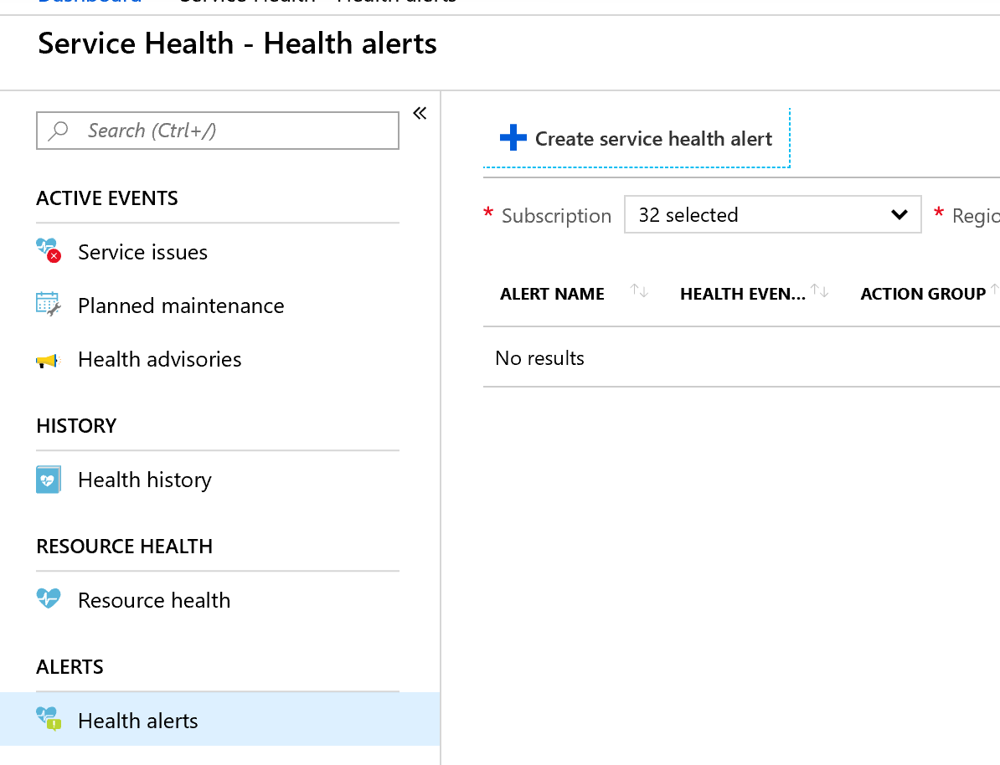 Service Health - Health alerts
Search (Ctrl+/)
ACTIVE EVENTS
Service issues
Planned maintenance
Health advisories
HISTORY
Health history
RESOURCE HEALTH
Resource health
ALERTS
Health alerts
Create service health alert
* Subscription 32 selected *
ALERT NAME HEALTH EVEN... ACTION GROUP
No results